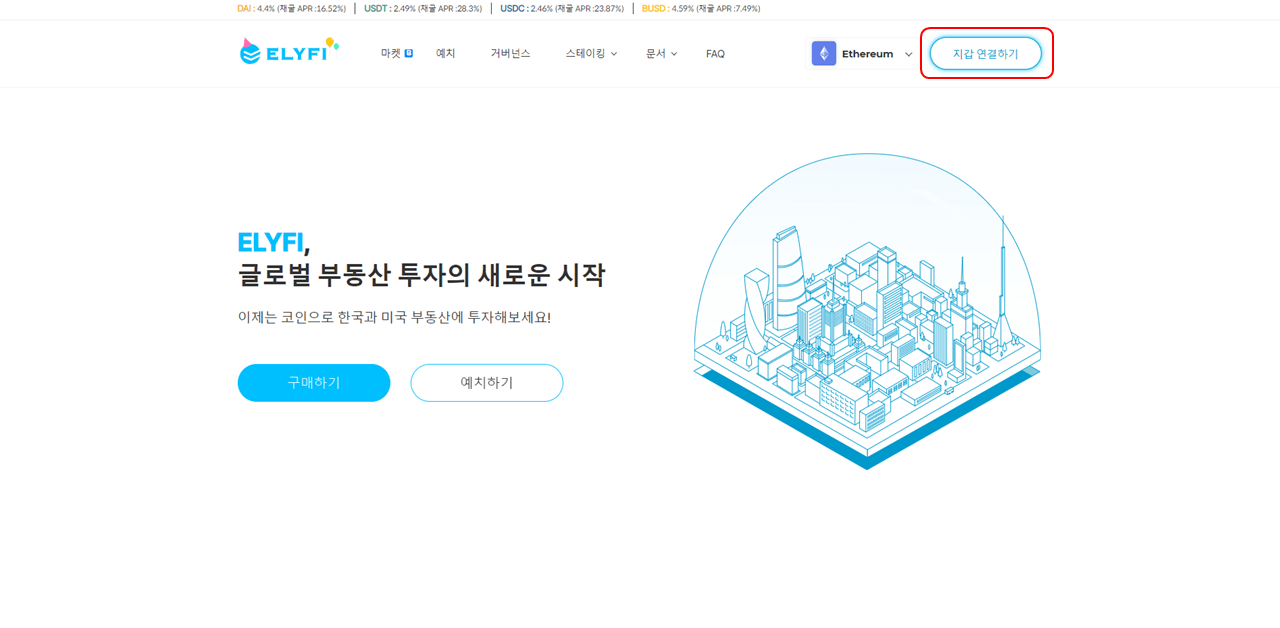 DAI : 4.4% (채굴 APR :16.52%) | USDT : 2.49% (채굴 APR :28.3%) | USDC : 2.46% (채굴 APR :23.87%) | BUSD : 4.59% (채굴 APR :7.49%)
ELYFI 마켓 예치 거버넌스 스테이킹 문서 FAQ Ethereum 지갑 연결하기
ELYFI,
글로벌 부동산 투자의 새로운 시작
이제는 코인으로 한국과 미국 부동산에 투자해보세요!
구매하기 예치하기